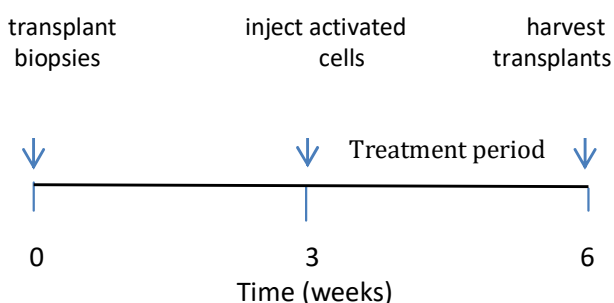 transplant biopsies
inject activated cells
harvest transplants
Treatment period
0 3 6
Time (weeks)